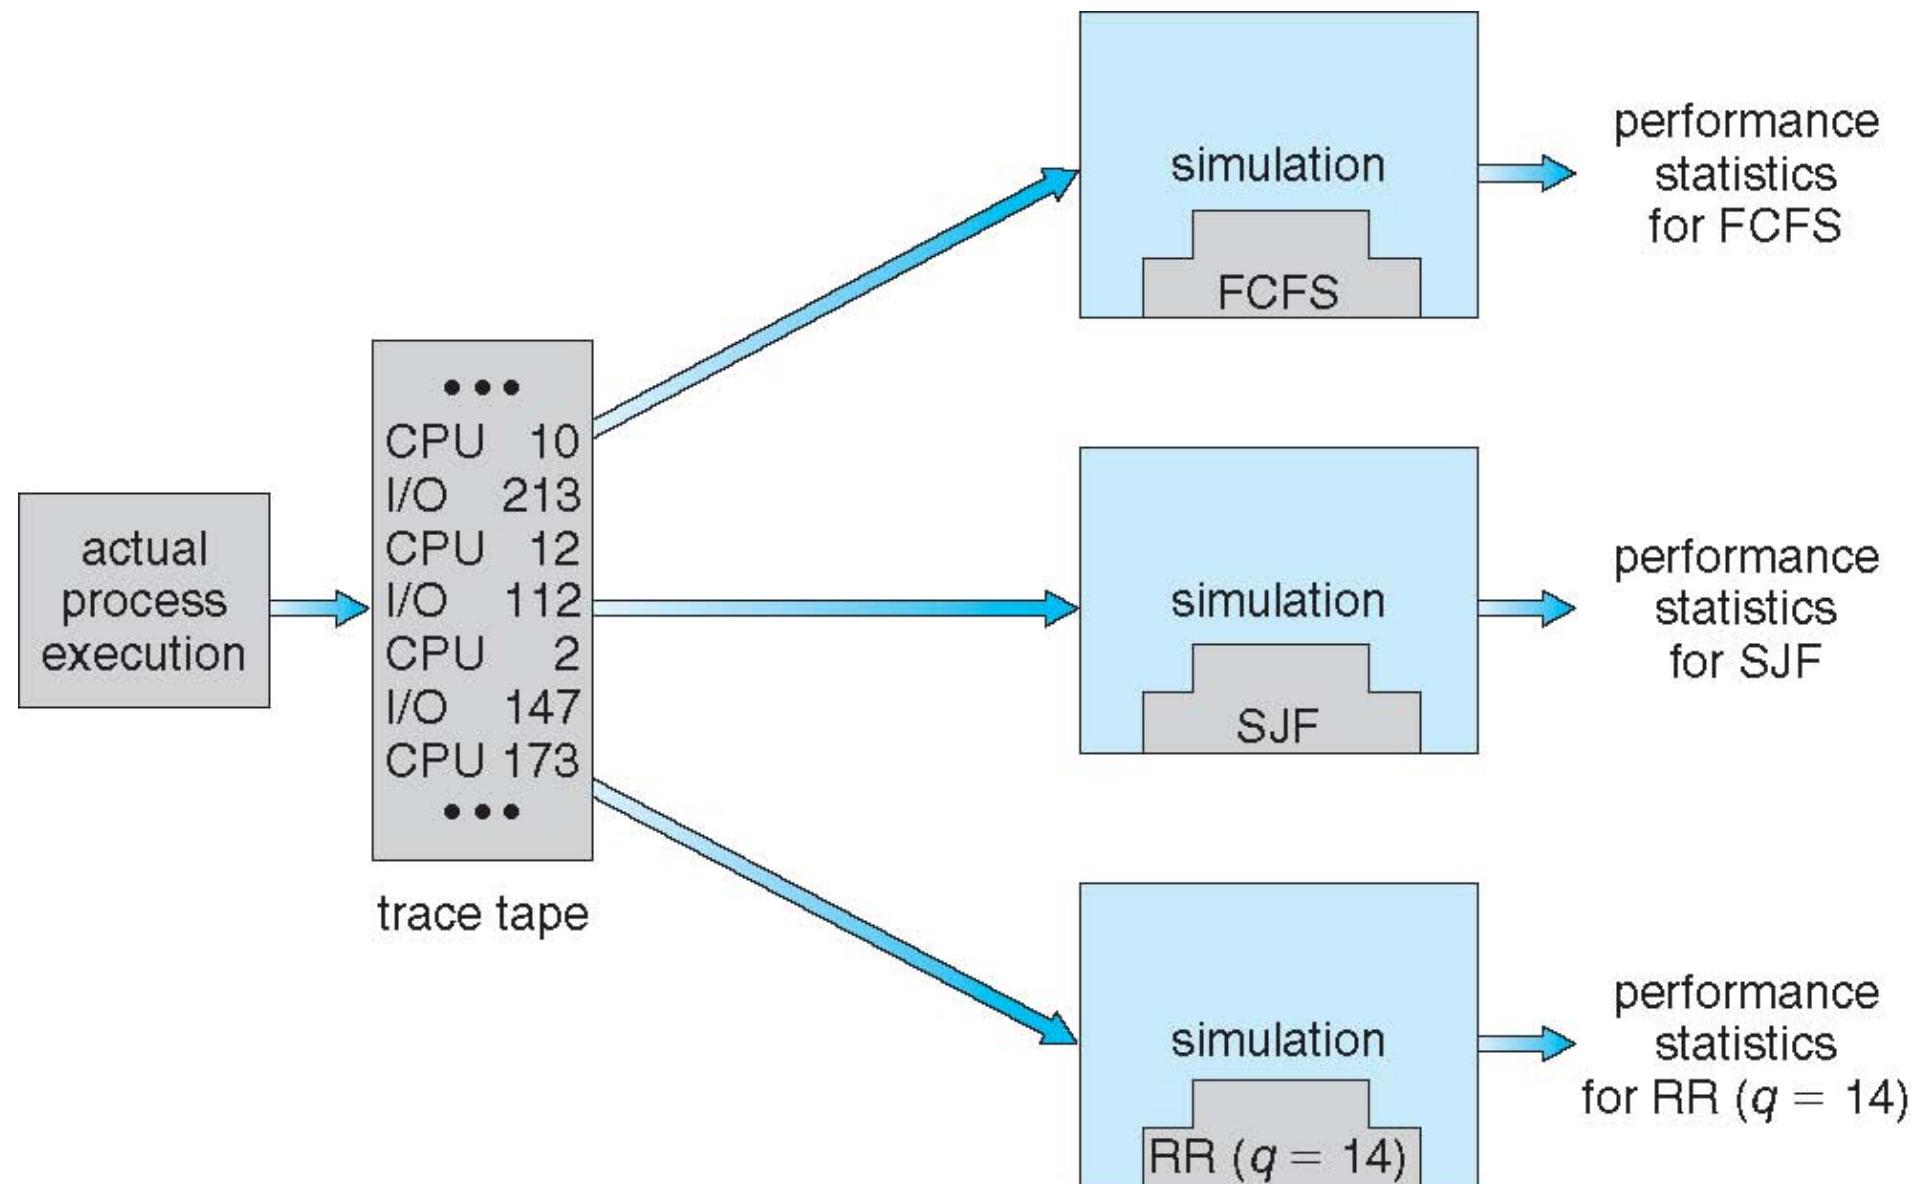 actual
process
execution
• • •
CPU 10
I/O 213
CPU 12
I/O 112
CPU 2
I/O 147
CPU 173
• • •
trace tape
simulation
FCFS
performance
statistics
for FCFS
simulation
SJF
performance
statistics
for SJF
simulation
RR (q = 14)
performance
statistics
for RR (q = 14)